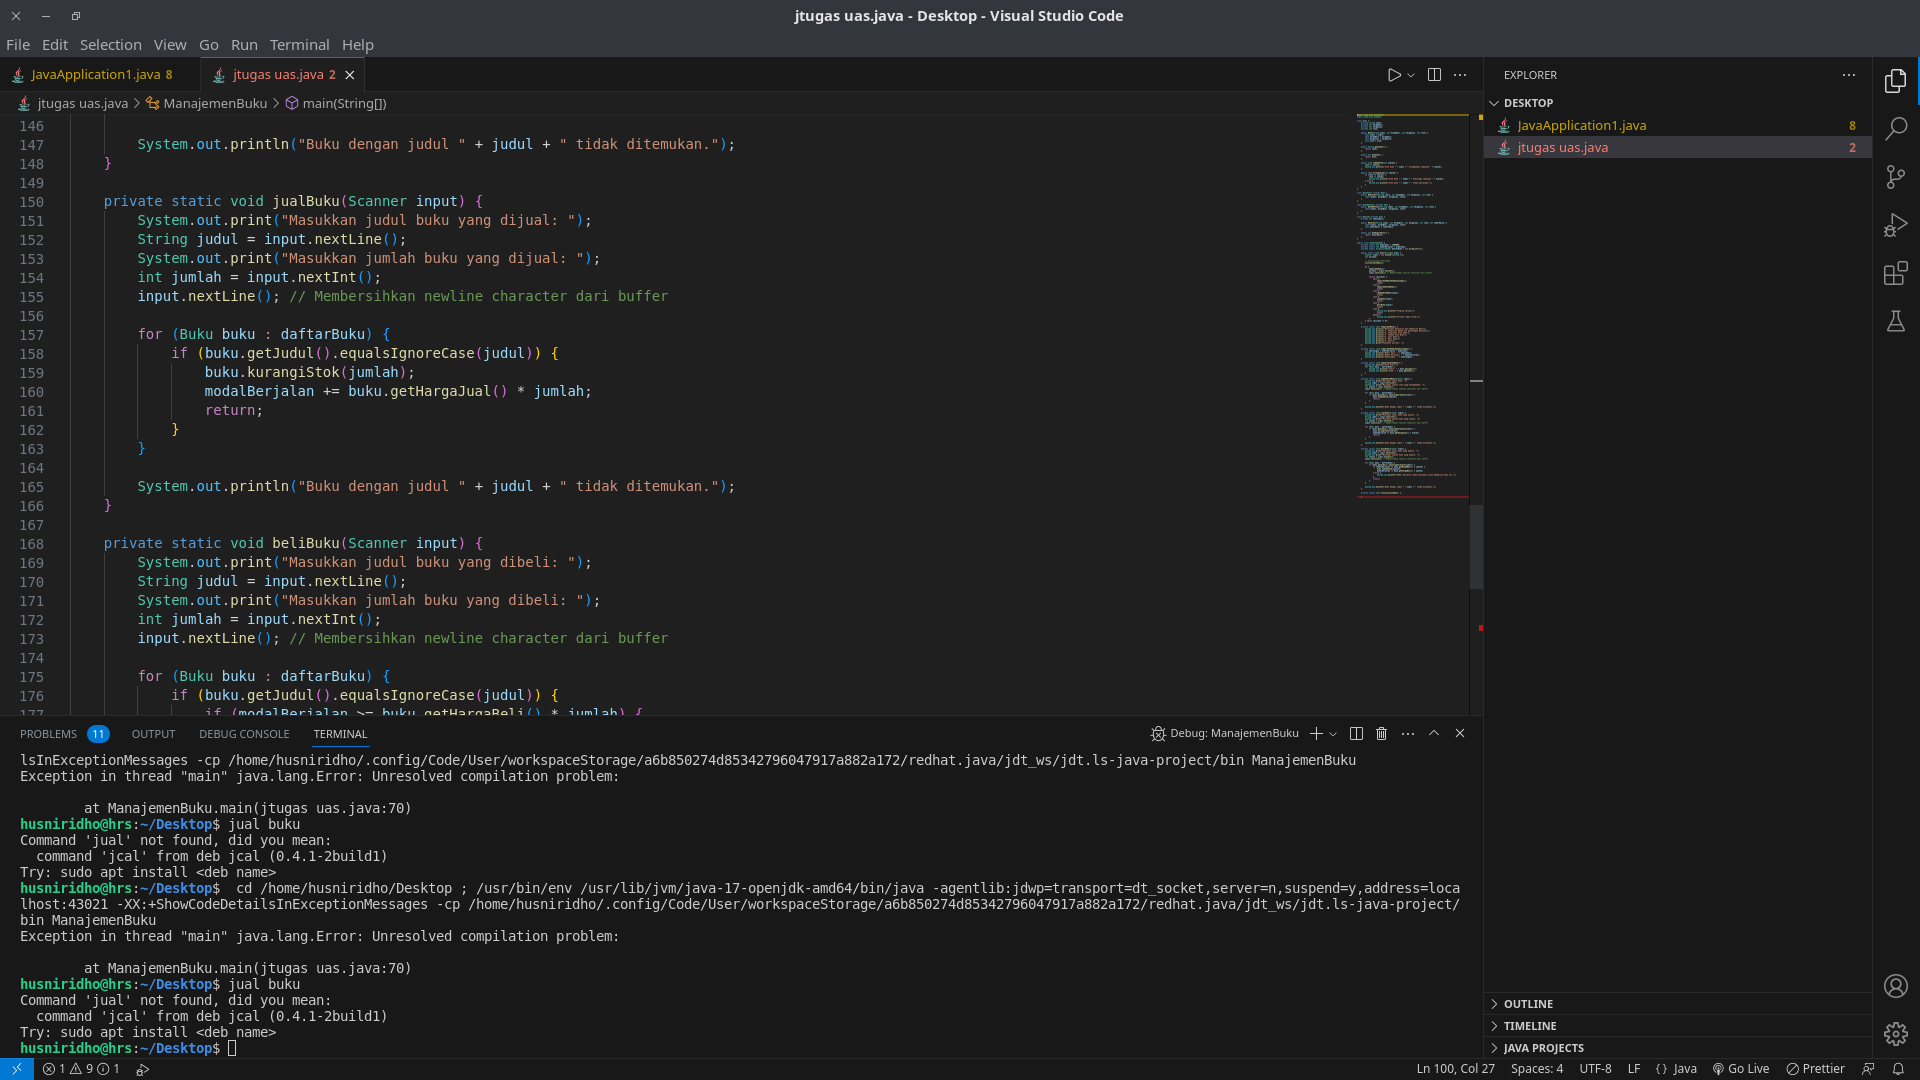 jtugas uas.java - Desktop - Visual Studio Code
File Edit Selection View Go Run Terminal Help
JavaApplication1.java 8 jtugas uas.java 2
jtugas uas.java > ManajemenBuku > main(String[])
146
147 System.out.println("Buku dengan judul " + judul + " tidak ditemukan.");
148 }
149
150 private static void jualBuku(Scanner input) {
151 System.out.print("Masukkan judul buku yang dijual: ");
152 String judul = input.nextLine();
153 System.out.print("Masukkan jumlah buku yang dijual: ");
154 int jumlah = input.nextInt();
155 input.nextLine(); // Membersihkan newline character dari buffer
156
157 for (Buku buku : daftarBuku) {
158 if (buku.getJudul().equalsIgnoreCase(judul)) {
159 buku.kurangiStok(jumlah);
160 modalBerjalan += buku.getHargaJual() * jumlah;
161 return;
162 }
163 }
164
165 System.out.println("Buku dengan judul " + judul + " tidak ditemukan.");
166 }
167
168 private static void beliBuku(Scanner input) {
169 System.out.print("Masukkan judul buku yang dibeli: ");
170 String judul = input.nextLine();
171 System.out.print("Masukkan jumlah buku yang dibeli: ");
172 int jumlah = input.nextInt();
173 input.nextLine(); // Membersihkan newline character dari buffer
174
175 for (Buku buku : daftarBuku) {
176 if (buku.getJudul().equalsIgnoreCase(judul)) {
177 if (modalBerjalan >= buku.getHargaBeli() * jumlah) {
PROBLEMS 11 OUTPUT DEBUG CONSOLE TERMINAL
Debug: ManajemenBuku
lsInExceptionMessages -cp /home/husniridho/.config/Code/User/workspaceStorage/a6b850274d85342796047917a882a172/redhat.java/jdt_ws/jdt.ls-java-project/bin ManajemenBuku
Exception in thread "main" java.lang.Error: Unresolved compilation problem:
at ManajemenBuku.main(jtugas uas.java:70)
husniridho@hrs:~/Desktop$ jual buku
Command 'jual' not found, did you mean:
command 'jcal' from deb jcal (0.4.1-2build1)
Try: sudo apt install <deb name>
husniridho@hrs:~/Desktop$ cd /home/husniridho/Desktop ; /usr/bin/env /usr/lib/jvm/java-17-openjdk-amd64/bin/java -agentlib:jdwp=transport=dt_socket,server=n,suspend=y,address=loca
lhost:43021 -XX:+ShowCodeDetailsInExceptionMessages -cp /home/husniridho/.config/Code/User/workspaceStorage/a6b850274d85342796047917a882a172/redhat.java/jdt_ws/jdt.ls-java-project/
bin ManajemenBuku
Exception in thread "main" java.lang.Error: Unresolved compilation problem:
at ManajemenBuku.main(jtugas uas.java:70)
husniridho@hrs:~/Desktop$ jual buku
Command 'jual' not found, did you mean:
command 'jcal' from deb jcal (0.4.1-2build1)
Try: sudo apt install <deb name>
husniridho@hrs:~/Desktop$
EXPLORER
DESKTOP
JavaApplication1.java 8
jtugas uas.java 2
OUTLINE
TIMELINE
JAVA PROJECTS
1 9 1
Ln 100, Col 27 Spaces: 4 UTF-8 LF {} Java Go Live Prettier